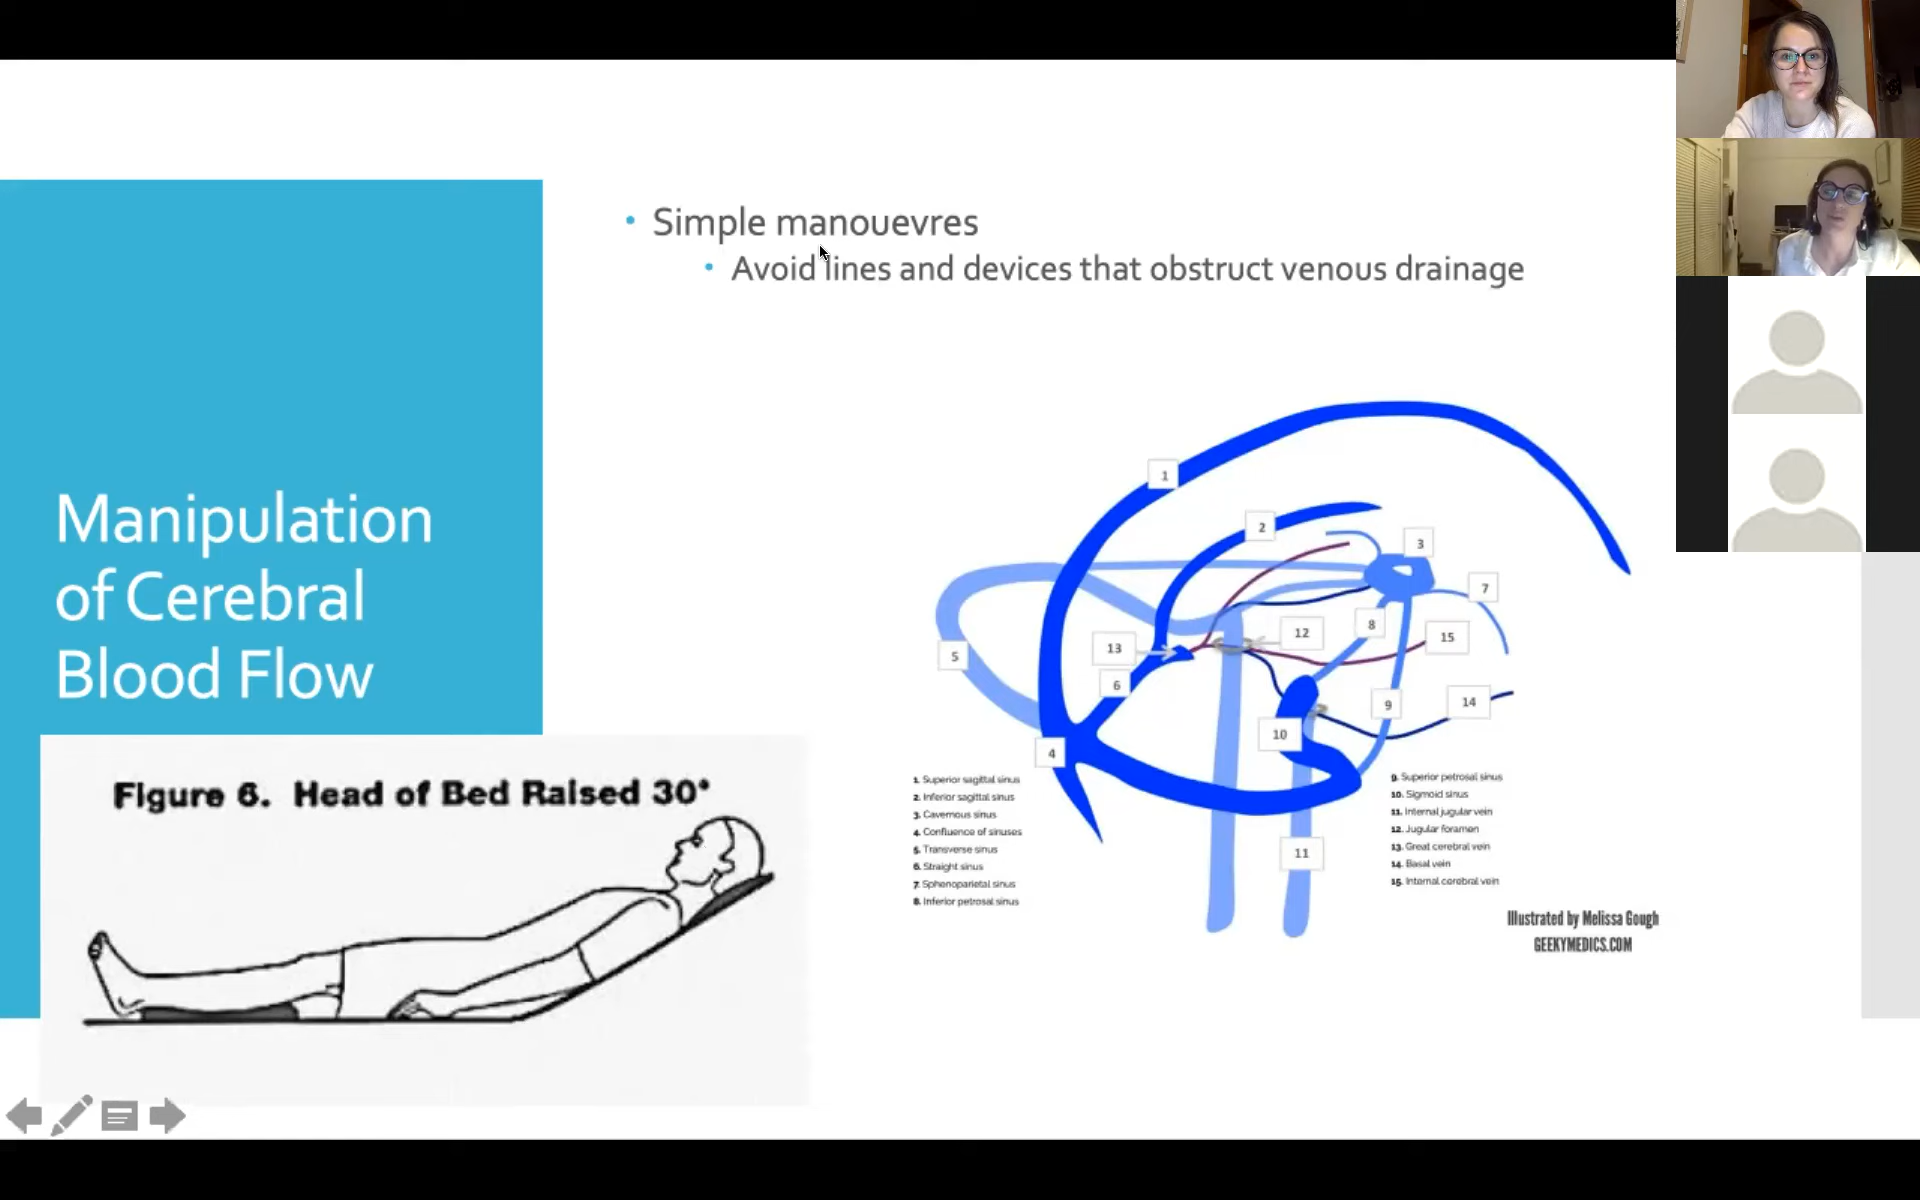 Simple manouevres
Avoid lines and devices that obstruct venous drainage
Manipulation
of Cerebral
Blood Flow
Figure 6. Head of Bed Raised 30°
1
2
3
7
8
12
15
13
5
6
9
14
10
4
11
1. Superior sagittal sinus
2. Inferior sagittal sinus
3. Cavernous sinus
4. Confluence of sinuses
5. Transverse sinus
6. Straight sinus
7. Sphenoparietal sinus
8. Inferior petrosal sinus
9. Superior petrosal sinus
10. Sigmoid sinus
11. Internal jugular vein
12. Jugular foramen
13. Great cerebral vein
14. Basal vein
15. Internal cerebral vein
Illustrated by Melissa Gough
GEEKYMEDICS.COM